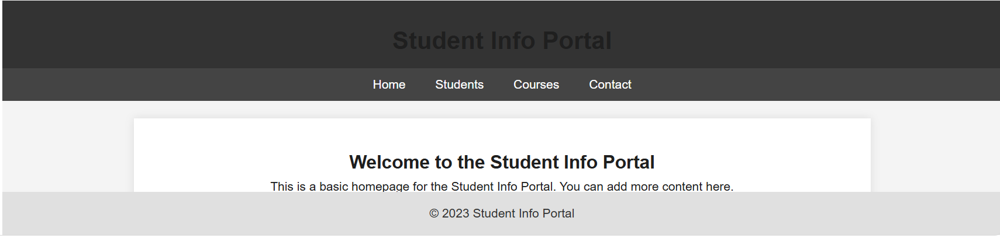 Student Info Portal
Home Students Courses Contact
Welcome to the Student Info Portal
This is a basic homepage for the Student Info Portal. You can add more content here.
© 2023 Student Info Portal